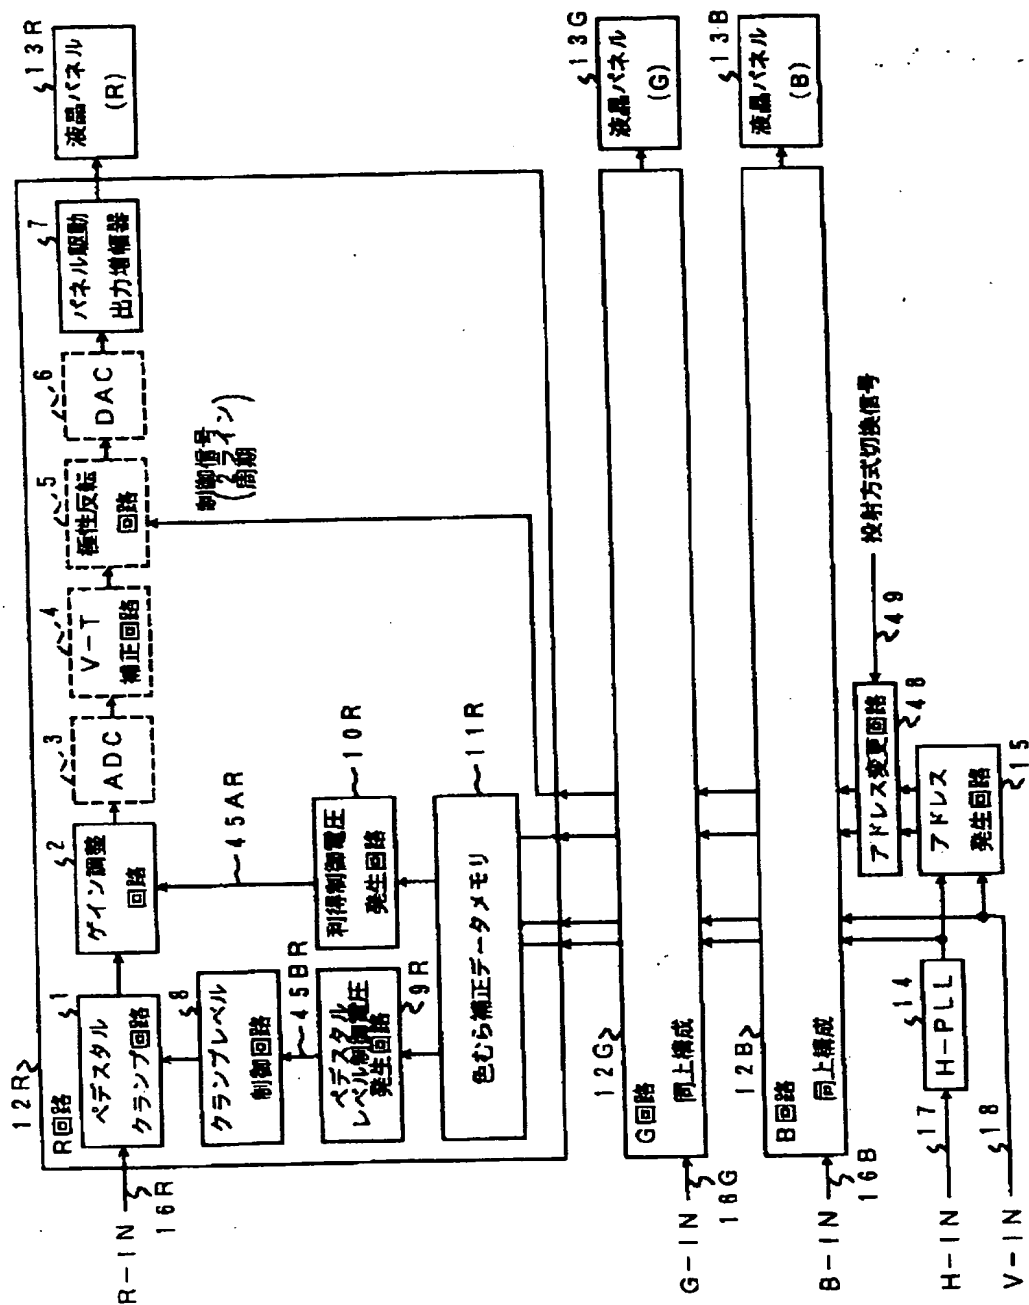 12R
R回路
R-IN
16R
ペデスタル
クランプ回路
1
ゲイン調整
回路
2
ADC
3
V-T
補正回路
4
極性反転
回路
5
DAC
6
パネル駆動
出力増幅器
7
液晶パネル
(R)
13R
クランプレベル
制御回路
8
45BR
ペデスタル
レベル制御電圧
発生回路
9R
45AR
利得制御電圧
発生回路
10R
色むら補正データメモリ
11R
制御信号
(2ライン)
周期
12G
G回路
同上構成
G-IN
16G
液晶パネル
(G)
13G
12B
B回路
同上構成
B-IN
16B
液晶パネル
(B)
13B
H-IN
17
H-PLL
14
V-IN
18
アドレス
発生回路
15
アドレス変更回路
48
49
投射方式切換信号